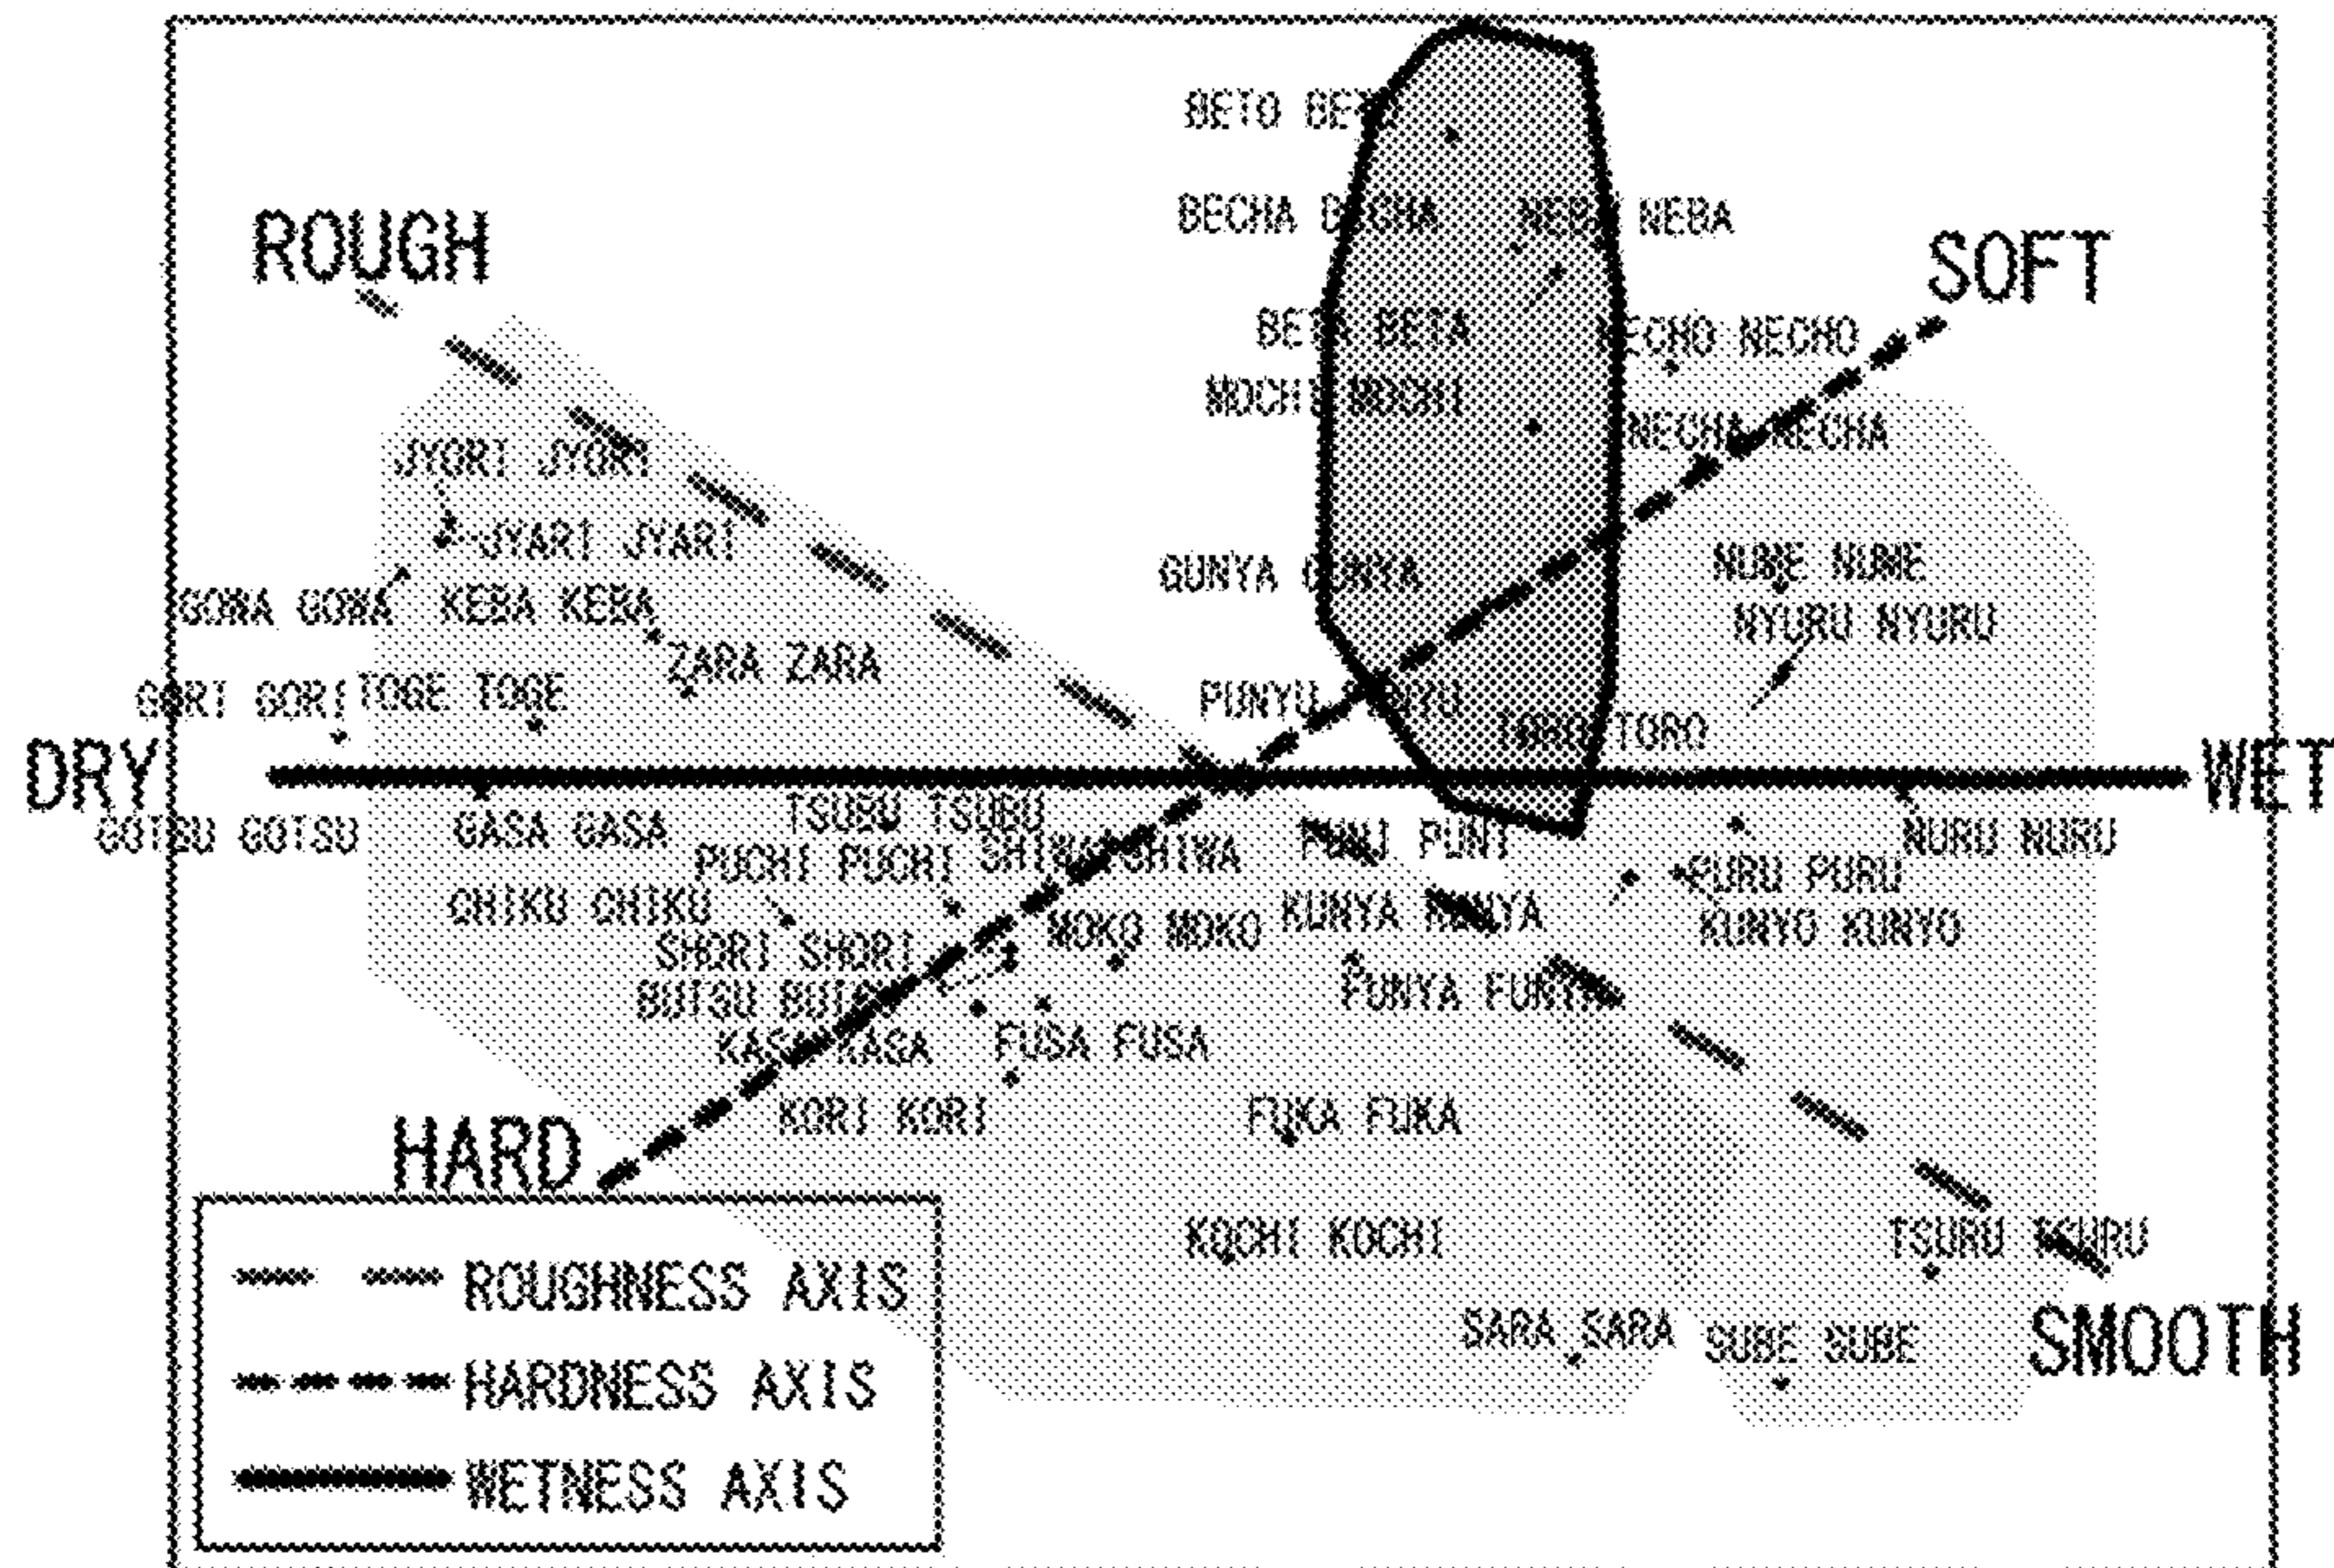 BETO BETO
BECHA BECHA
NEBA NEBA
ROUGH
SOFT
BETA BETA
NECHO NECHO
MOCHI MOCHI
NECHA NECHA
JYORI JYORI
JYARI JYARI
GUNYA GUNYA
NUME NUME
GOWA GOWA
KEBA KEBA
NYURU NYURU
ZARA ZARA
GORI GORI
TOGE TOGE
PUNYU PUNYU
TORO TORO
DRY
WET
GOTSU GOTSU
GASA GASA
TSUBU TSUBU
PUNI PUNI
NURU NURU
PUCHI PUCHI
SHIWA SHIWA
PURU PURU
CHIKU CHIKU
KUNYA KUNYA
KUNYO KUNYO
SHORI SHORI
MOKO MOKO
BUTSU BUTSU
FUNYA FUNYA
KASA KASA
FUSA FUSA
KORI KORI
FUKA FUKA
HARD
KOCHI KOCHI
TSURU TSURU
SARA SARA
SUBE SUBE
SMOOTH
ROUGHNESS AXIS
HARDNESS AXIS
WETNESS AXIS